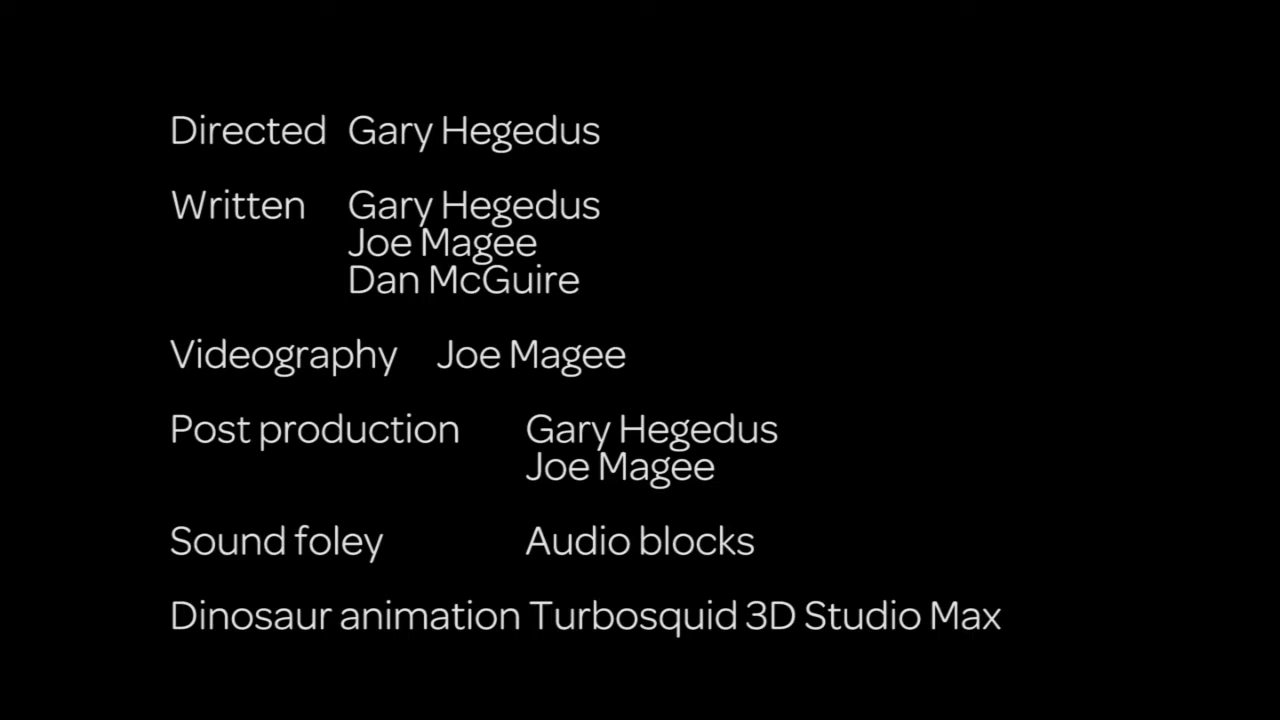 Directed Gary Hegedus
Written Gary Hegedus
Joe Magee
Dan McGuire
Videography Joe Magee
Post production Gary Hegedus
Joe Magee
Sound foley Audio blocks
Dinosaur animation Turbosquid 3D Studio Max